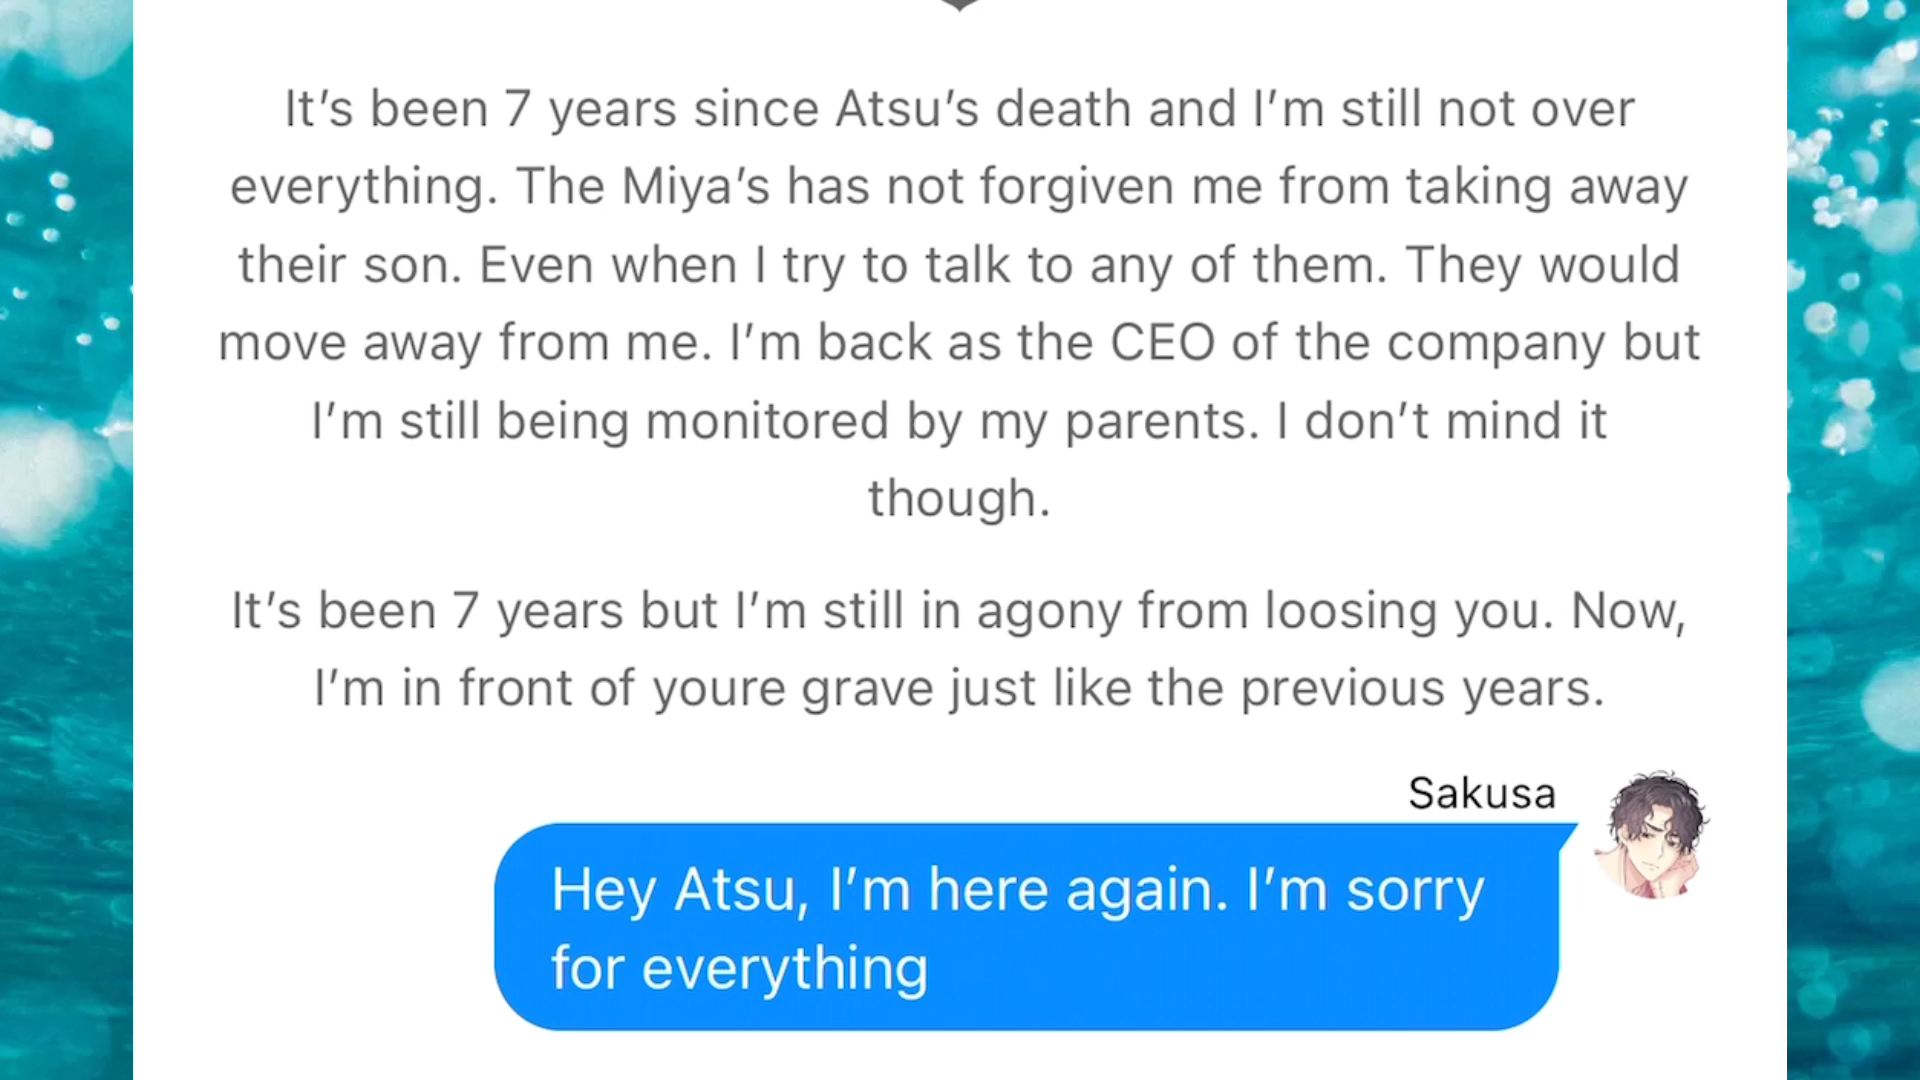 It’s been 7 years since Atsu’s death and I’m still not over
everything. The Miya’s has not forgiven me from taking away
their son. Even when I try to talk to any of them. They would
move away from me. I’m back as the CEO of the company but
I’m still being monitored by my parents. I don’t mind it
though.
It’s been 7 years but I’m still in agony from loosing you. Now,
I’m in front of youre grave just like the previous years.
Sakusa
Hey Atsu, I’m here again. I’m sorry
for everything